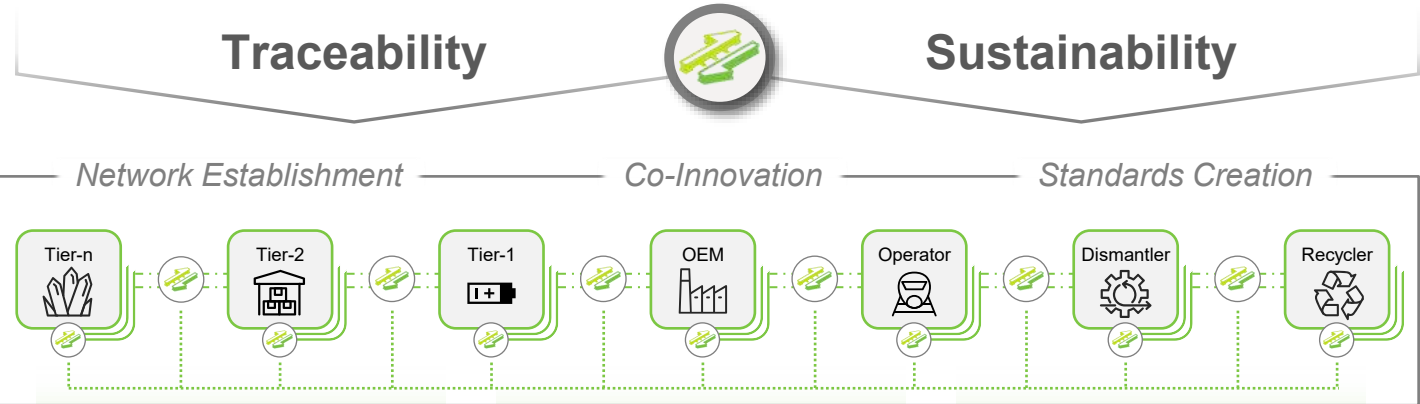 Traceability
Sustainability
Network Establishment
Co-Innovation
Standards Creation
Tier-n
Tier-2
Tier-1
OEM
Operator
Dismantler
Recycler